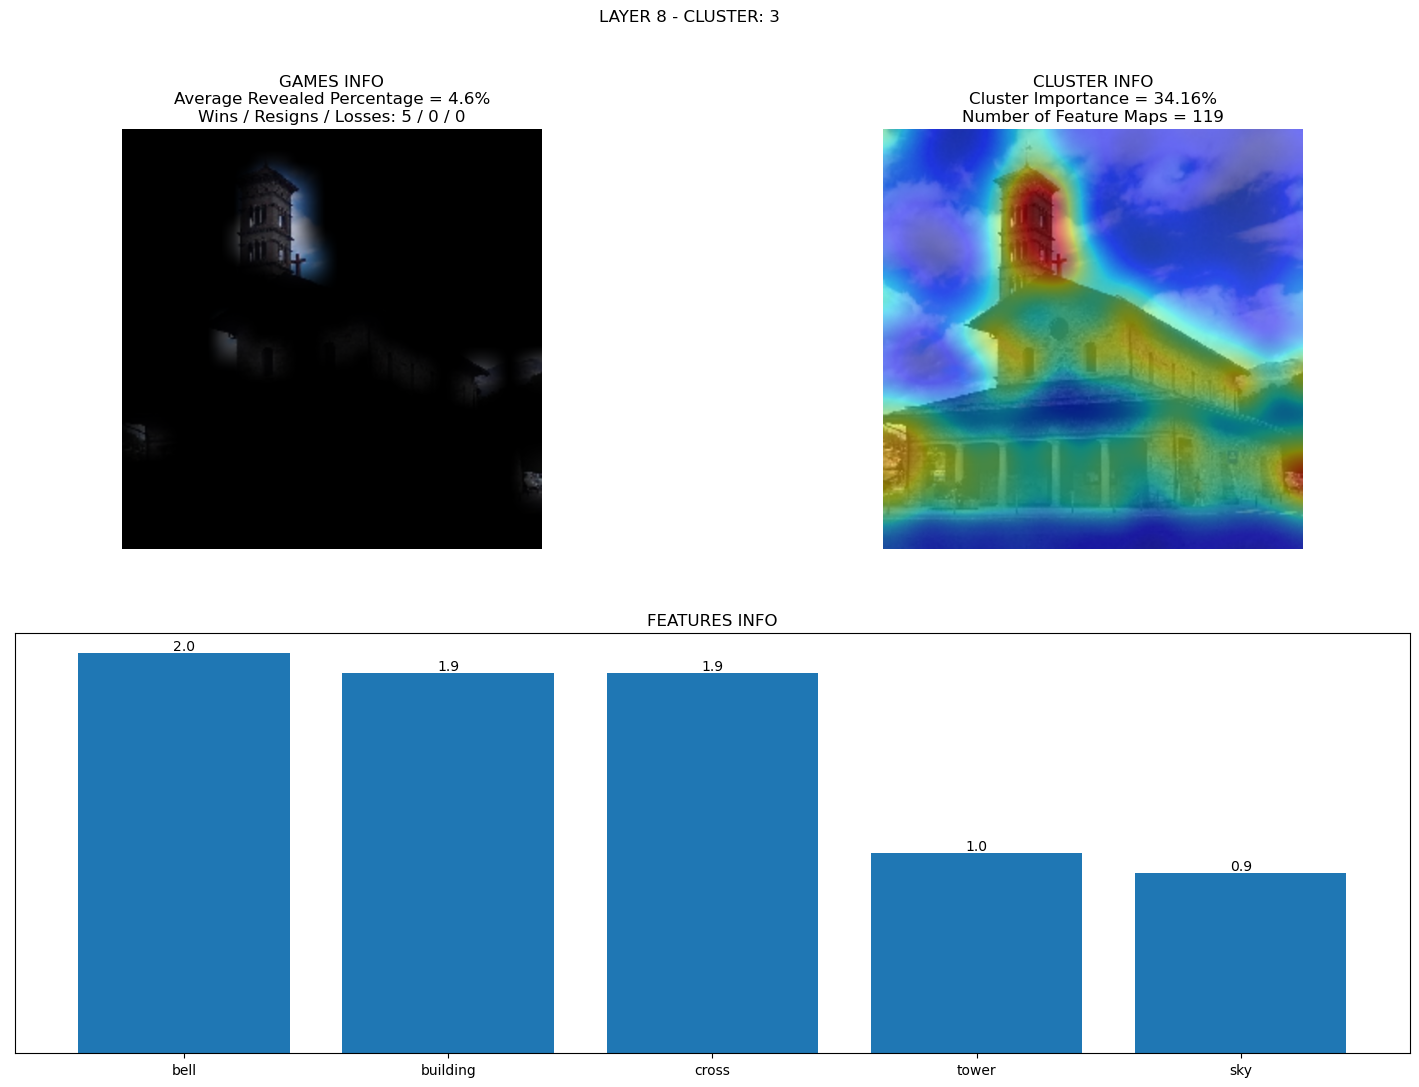 LAYER 8 - CLUSTER: 3
GAMES INFO
Average Revealed Percentage = 4.6%
Wins / Resigns / Losses: 5 / 0 / 0
CLUSTER INFO
Cluster Importance = 34.16%
Number of Feature Maps = 119
FEATURES INFO
2.0
1.9
1.9
1.0
0.9
bell
building
cross
tower
sky